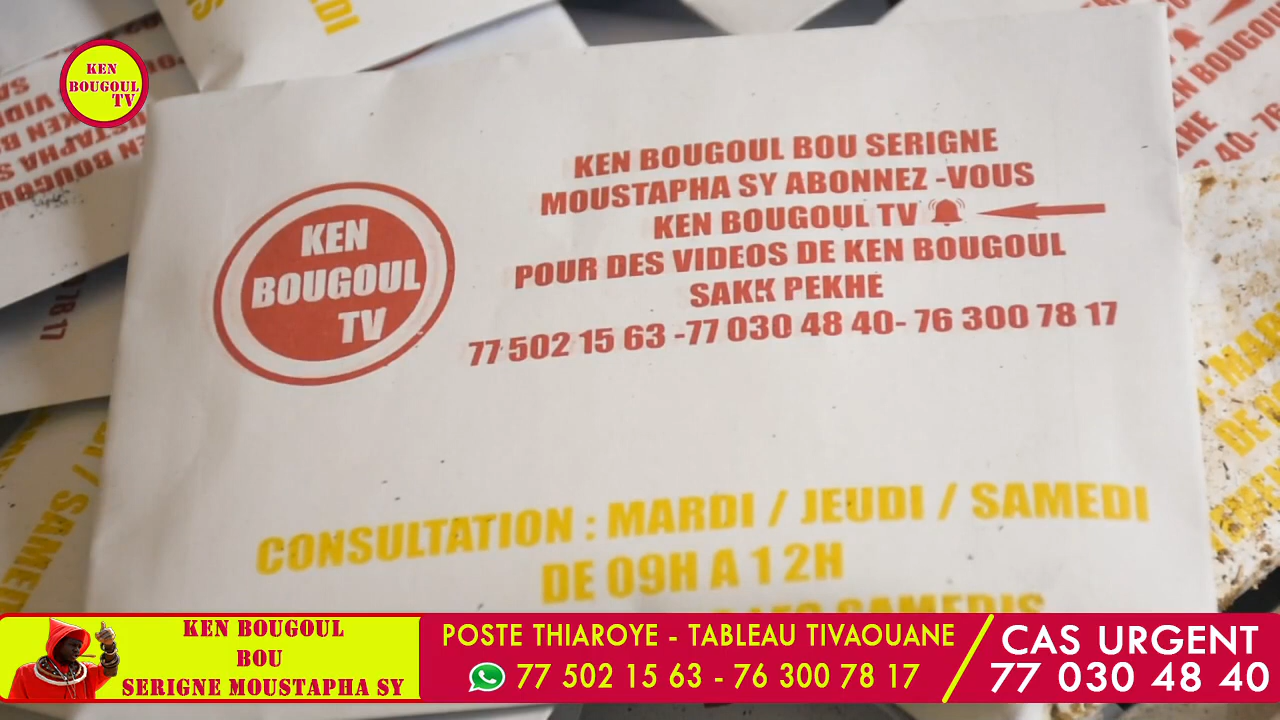 KEN
BOUGOUL
TV
KEN BOUGOUL BOU SERIGNE
MOUSTAPHA SY ABONNEZ -VOUS
KEN BOUGOUL TV
POUR DES VIDEOS DE KEN BOUGOUL
SAKK PEKHE
77 502 15 63 -77 030 48 40- 76 300 78 17
KEN
BOUGOUL
TV
CONSULTATION : MARDI / JEUDI / SAMEDI
DE 09H A 12H
LES SAMEDIS
KEN BOUGOUL
BOU
SERIGNE MOUSTAPHA SY
POSTE THIAROYE - TABLEAU TIVAOUANE
77 502 15 63 - 76 300 78 17
CAS URGENT
77 030 48 40